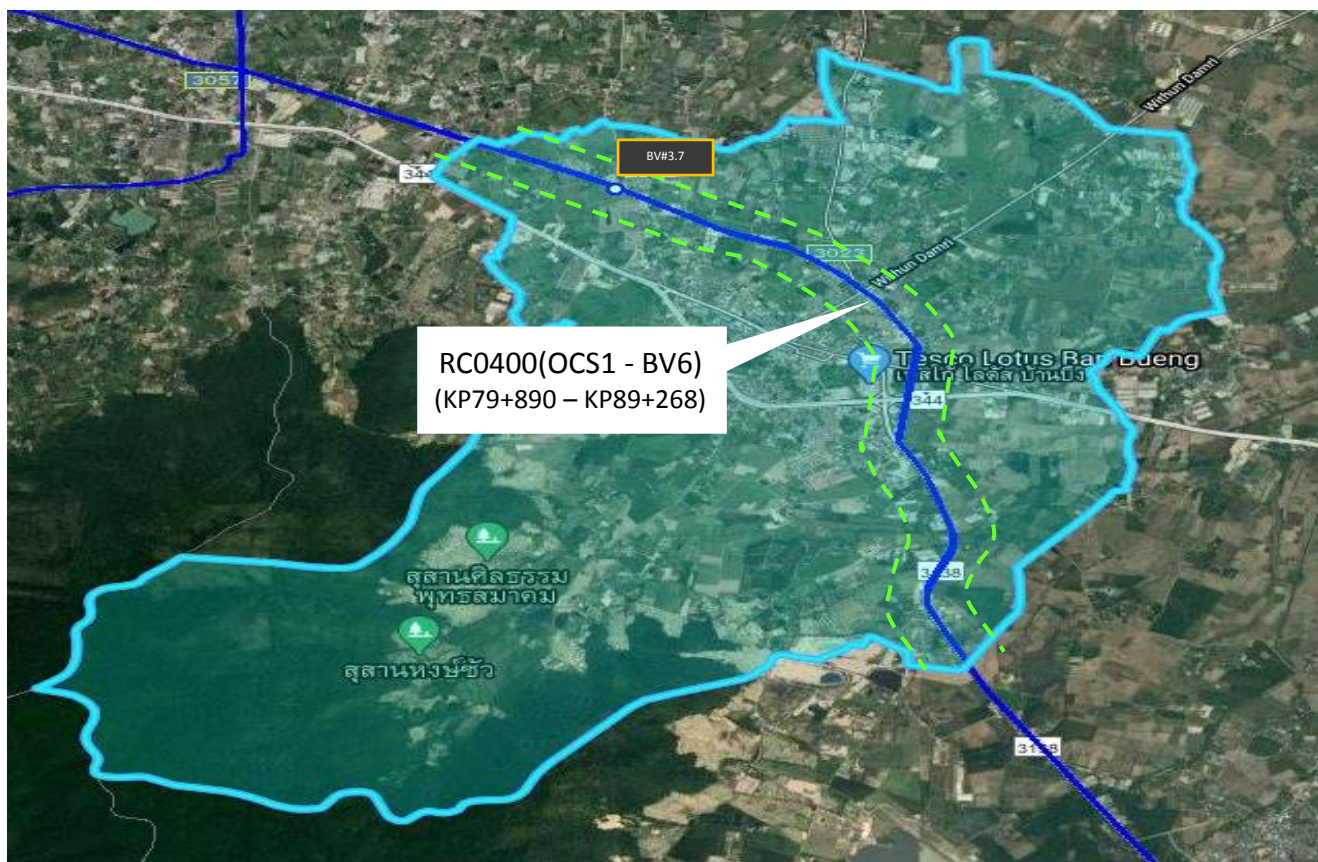 3057
Withun Damri
BV#3.7
344
3023
Withun Damri
RC0400(OCS1 - BV6)
(KP79+890 – KP89+268)
Tesco Lotus Ban Bueng
เทสโก้ โลตัส บ้านบึง
344
สุสานศีลธรรม
พุทธสมาคม
3138
สุสานหงษ์ซัว
3138